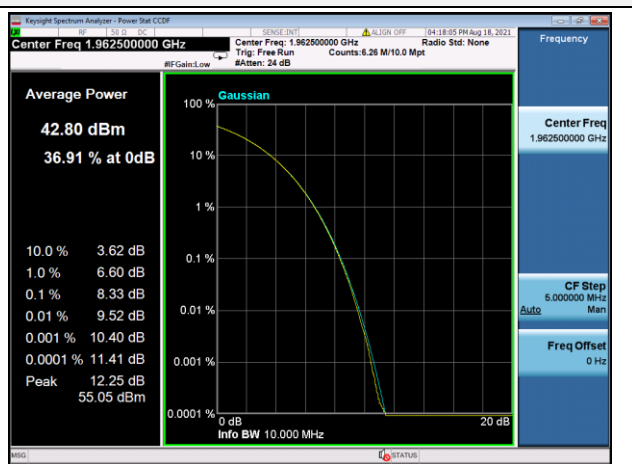 Keysight Spectrum Analyzer - Power Stat CCDF
RF 50 Ω DC SENSE:INT ALIGN OFF 04:18:05 PM Aug 18, 2021
Center Freq 1.962500000 GHz
Center Freq: 1.962500000 GHz Radio Std: None
Trig: Free Run Counts:6.26 M/10.0 Mpt
#IFGain:Low #Atten: 24 dB
Frequency
Average Power
42.80 dBm
36.91 % at 0dB
10.0 % 3.62 dB
1.0 % 6.60 dB
0.1 % 8.33 dB
0.01 % 9.52 dB
0.001 % 10.40 dB
0.0001 % 11.41 dB
Peak 12.25 dB
55.05 dBm
Gaussian
100 %
10 %
1 %
0.1 %
0.01 %
0.001 %
0.0001 %
0 dB 20 dB
Info BW 10.000 MHz
Center Freq
1.962500000 GHz
CF Step
5.000000 MHz
Auto Man
Freq Offset
0 Hz
MSG STATUS